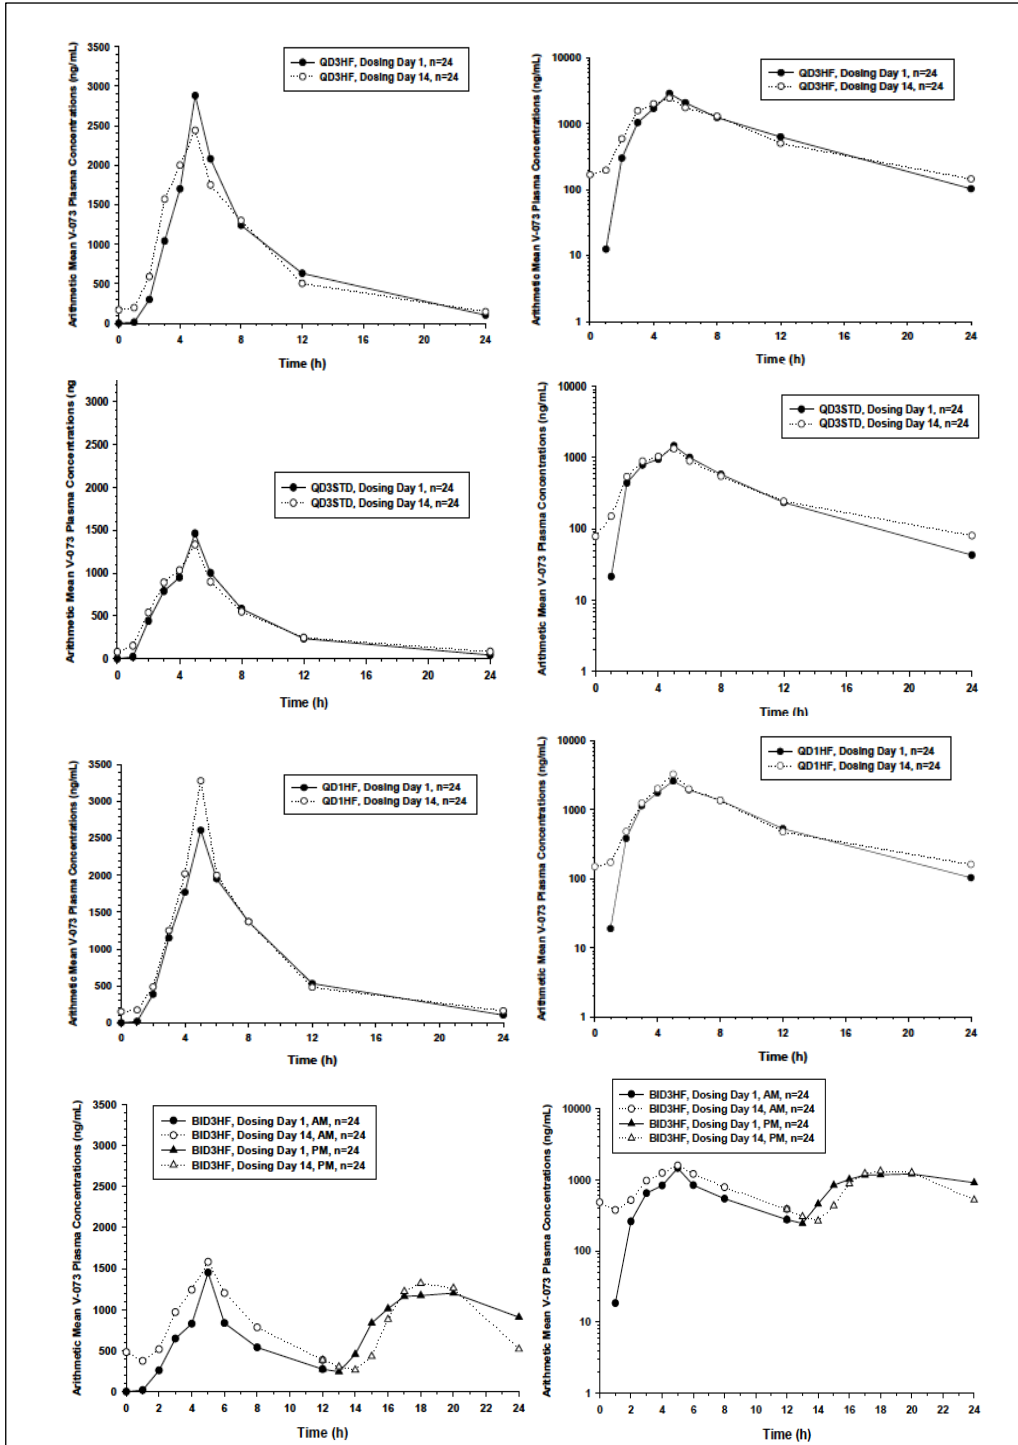 Arithmetic Mean V-073 Plasma Concentrations (ng/mL)
3500
3000
2500
2000
1500
1000
500
0
QD3HF, Dosing Day 1, n=24
QD3HF, Dosing Day 14, n=24
0 4 8 12 16 20 24
Time (h)
Arithmetic Mean V-073 Plasma Concentrations (ng/mL)
10000
1000
100
10
1
QD3HF, Dosing Day 1, n=24
QD3HF, Dosing Day 14, n=24
0 4 8 12 16 20 24
Time (h)
Arithmetic Mean V-073 Plasma Concentrations (ng
3000
2500
2000
1500
1000
500
0
QD3STD, Dosing Day 1, n=24
QD3STD, Dosing Day 14, n=24
0 4 8 12 16 20 24
Time (h)
Arithmetic Mean V-073 Plasma Concentrations (ng/mL)
10000
1000
100
10
1
QD3STD, Dosing Day 1, n=24
QD3STD, Dosing Day 14, n=24
0 4 8 12 16 20 24
Time (h)
Arithmetic Mean V-073 Plasma Concentrations (ng/mL)
3500
3000
2500
2000
1500
1000
500
0
QD1HF, Dosing Day 1, n=24
QD1HF, Dosing Day 14, n=24
0 4 8 12 16 20 24
Time (h)
Arithmetic Mean V-073 Plasma Concentrations (ng/mL)
10000
1000
100
10
1
QD1HF, Dosing Day 1, n=24
QD1HF, Dosing Day 14, n=24
0 4 8 12 16 20 24
Time (h)
Arithmetic Mean V-073 Plasma Concentrations (ng/mL)
3500
3000
2500
2000
1500
1000
500
0
BID3HF, Dosing Day 1, AM, n=24
BID3HF, Dosing Day 14, AM, n=24
BID3HF, Dosing Day 1, PM, n=24
BID3HF, Dosing Day 14, PM, n=24
0 2 4 6 8 10 12 14 16 18 20 22 24
Time (h)
Arithmetic Mean V-073 Plasma Concentrations (ng/mL)
10000
1000
100
10
1
BID3HF, Dosing Day 1, AM, n=24
BID3HF, Dosing Day 14, AM, n=24
BID3HF, Dosing Day 1, PM, n=24
BID3HF, Dosing Day 14, PM, n=24
0 2 4 6 8 10 12 14 16 18 20 22 24
Time (h)